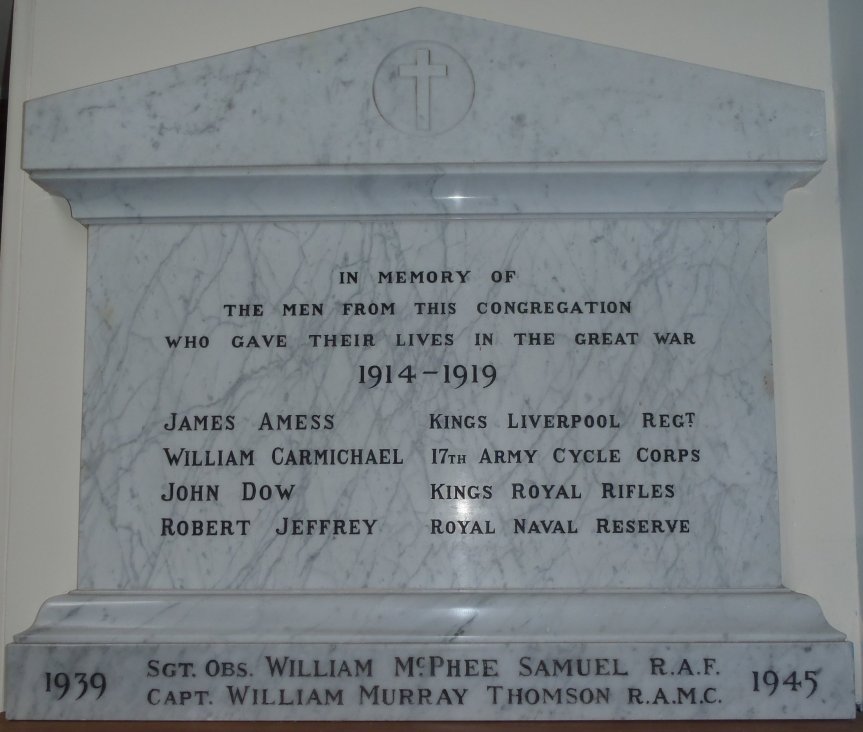 IN MEMORY OF
THE MEN FROM THIS CONGREGATION
WHO GAVE THEIR LIVES IN THE GREAT WAR
1914-1919
JAMES AMESS KINGS LIVERPOOL REGT
WILLIAM CARMICHAEL 17TH ARMY CYCLE CORPS
JOHN DOW KINGS ROYAL RIFLES
ROBERT JEFFREY ROYAL NAVAL RESERVE
1939 SGT. OBS. WILLIAM McPHEE SAMUEL R.A.F. 1945
CAPT. WILLIAM MURRAY THOMSON R.A.M.C.